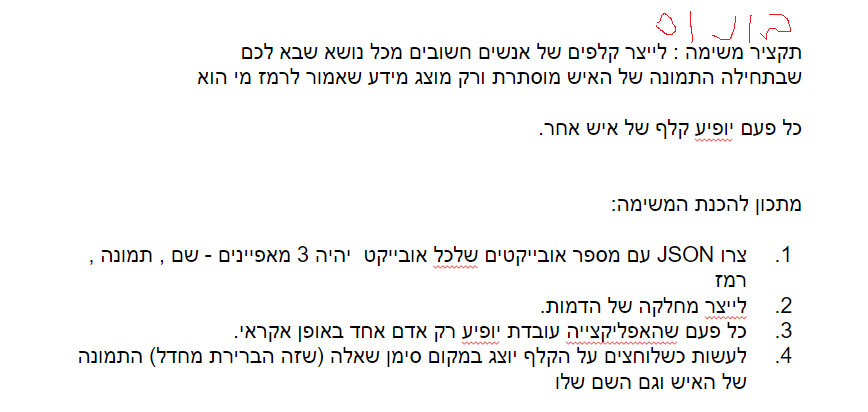 בונוס
תקציר משימה : לייצר קלפים של אנשים חשובים מכל נושא שבא לכם
שבתחילה התמונה של האיש מוסתרת ורק מוצג מידע שאמור לרמז מי הוא
כל פעם יופיע קלף של איש אחר.
מתכון להכנת המשימה:
1. צרו JSON עם מספר אובייקטים שלכל אובייקט יהיה 3 מאפיינים - שם , תמונה ,
רמז
2. לייצר מחלקה של הדמות.
3. כל פעם שהאפליקצייה עובדת יופיע רק אדם אחד באופן אקראי.
4. לעשות כשלוחצים על הקלף יוצג במקום סימן שאלה (שזה הברירת מחדל) התמונה
של האיש וגם השם שלו